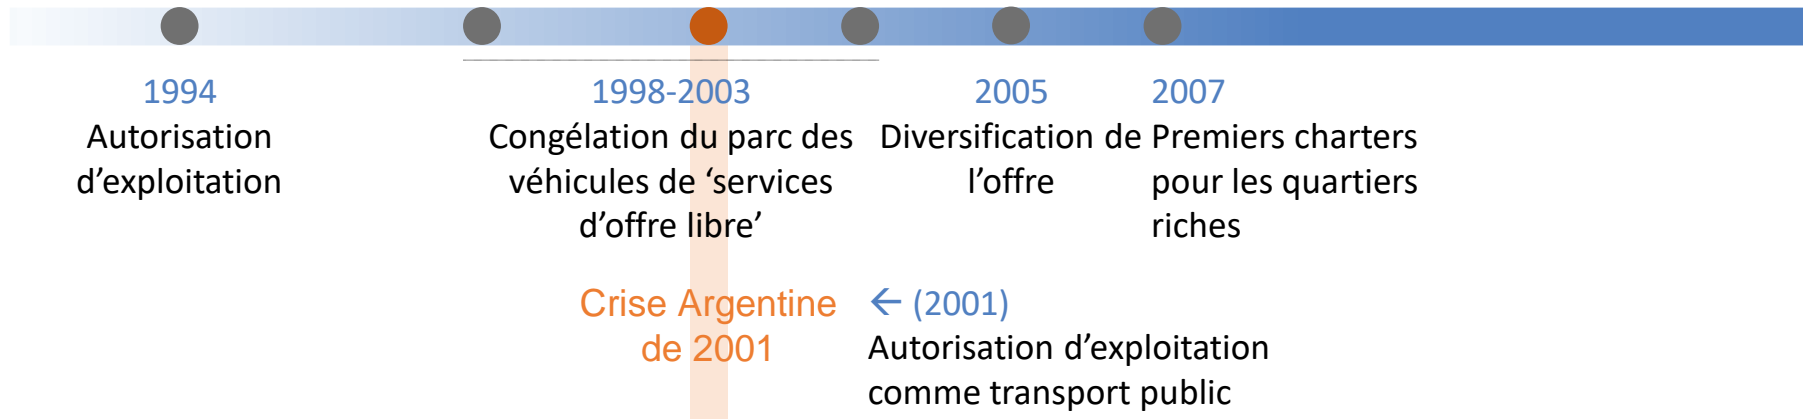 1994
Autorisation
d’exploitation
1998-2003
Congélation du parc des
véhicules de ‘services
d’offre libre’
2005
Diversification de
l’offre
2007
Premiers charters
pour les quartiers
riches
Crise Argentine
de 2001
← (2001)
Autorisation d’exploitation
comme transport public